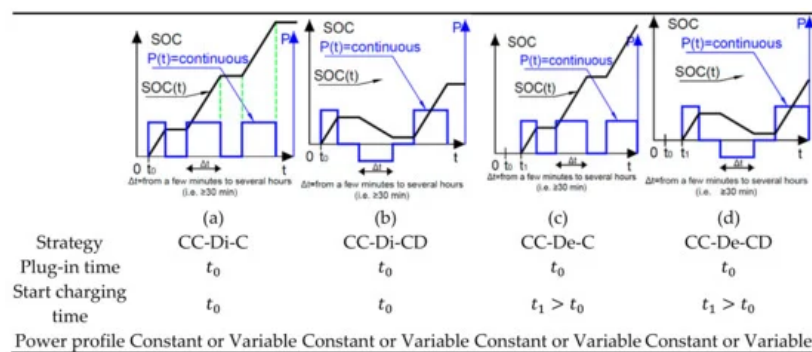 SOC P
P(t)=continuous
SOC(t)
0 t₀ t
Δt
Δt=from a few minutes to several hours
(i.e. ≥30 min)
SOC P
P(t)=continuous
SOC(t)
0 t₀ t
Δt
Δt=from a few minutes to several hours
(i.e. ≥30 min)
SOC P
P(t)=continuous
SOC(t)
0 t₀ t₁ t
Δt
Δt=from a few minutes to several hours
(i.e. ≥30 min)
SOC P
P(t)=continuous
SOC(t)
0 t₀ t₁ t
Δt
Δt=from a few minutes to several hours
(i.e. ≥30 min)
(a) (b) (c) (d)
Strategy CC-Di-C CC-Di-CD CC-De-C CC-De-CD
Plug-in time t₀ t₀ t₀ t₀
Start charging
time t₀ t₀ t₁ > t₀ t₁ > t₀
Power profile Constant or Variable Constant or Variable Constant or Variable Constant or Variable